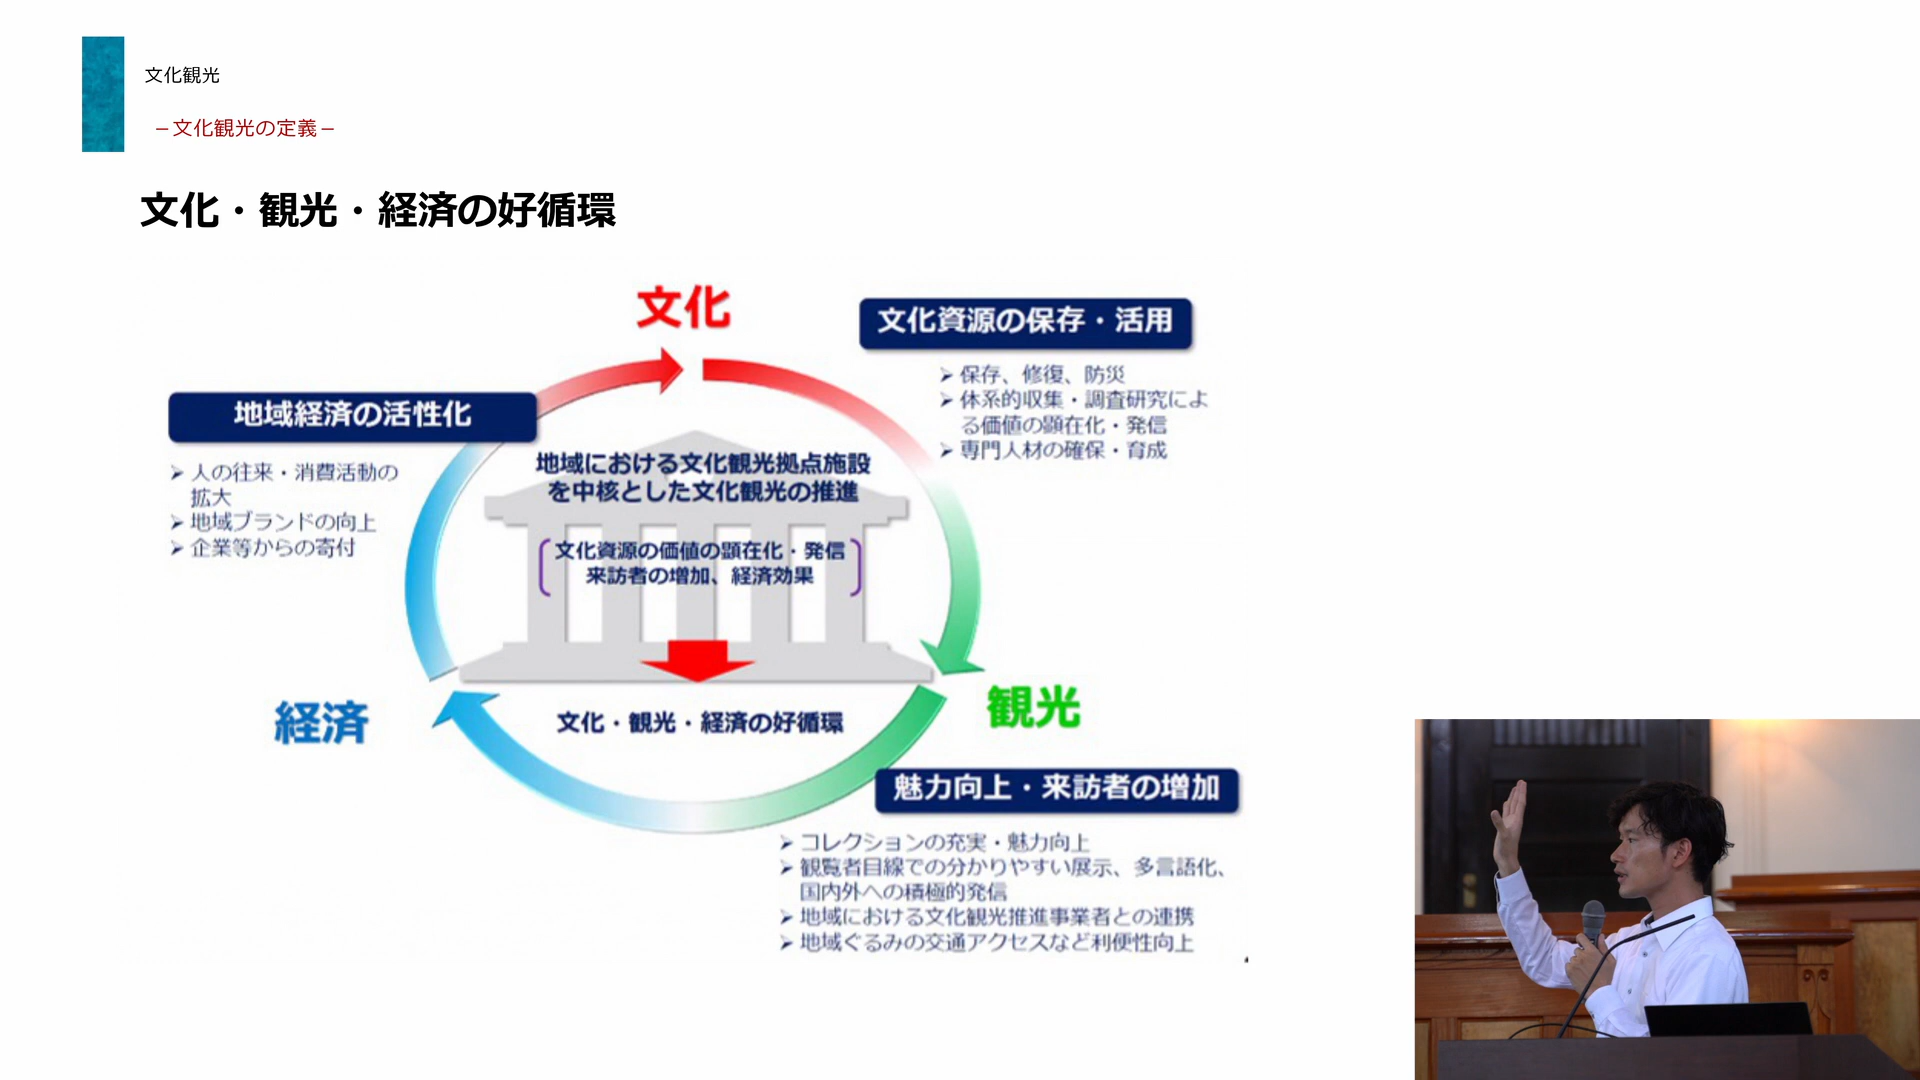 文化観光
– 文化観光の定義 –
文化・観光・経済の好循環
文化
文化資源の保存・活用
➢ 保存、修復、防災
➢ 体系的収集・調査研究によ
る価値の顕在化・発信
➢ 専門人材の確保・育成
地域経済の活性化
➢ 人の往来・消費活動の
拡大
➢ 地域ブランドの向上
➢ 企業等からの寄付
地域における文化観光拠点施設
を中核とした文化観光の推進
文化資源の価値の顕在化・発信
来訪者の増加、経済効果
経済
文化・観光・経済の好循環
観光
魅力向上・来訪者の増加
➢ コレクションの充実・魅力向上
➢ 観覧者目線での分かりやすい展示、多言語化、
国内外への積極的発信
➢ 地域における文化観光推進事業者との連携
➢ 地域ぐるみの交通アクセスなど利便性向上